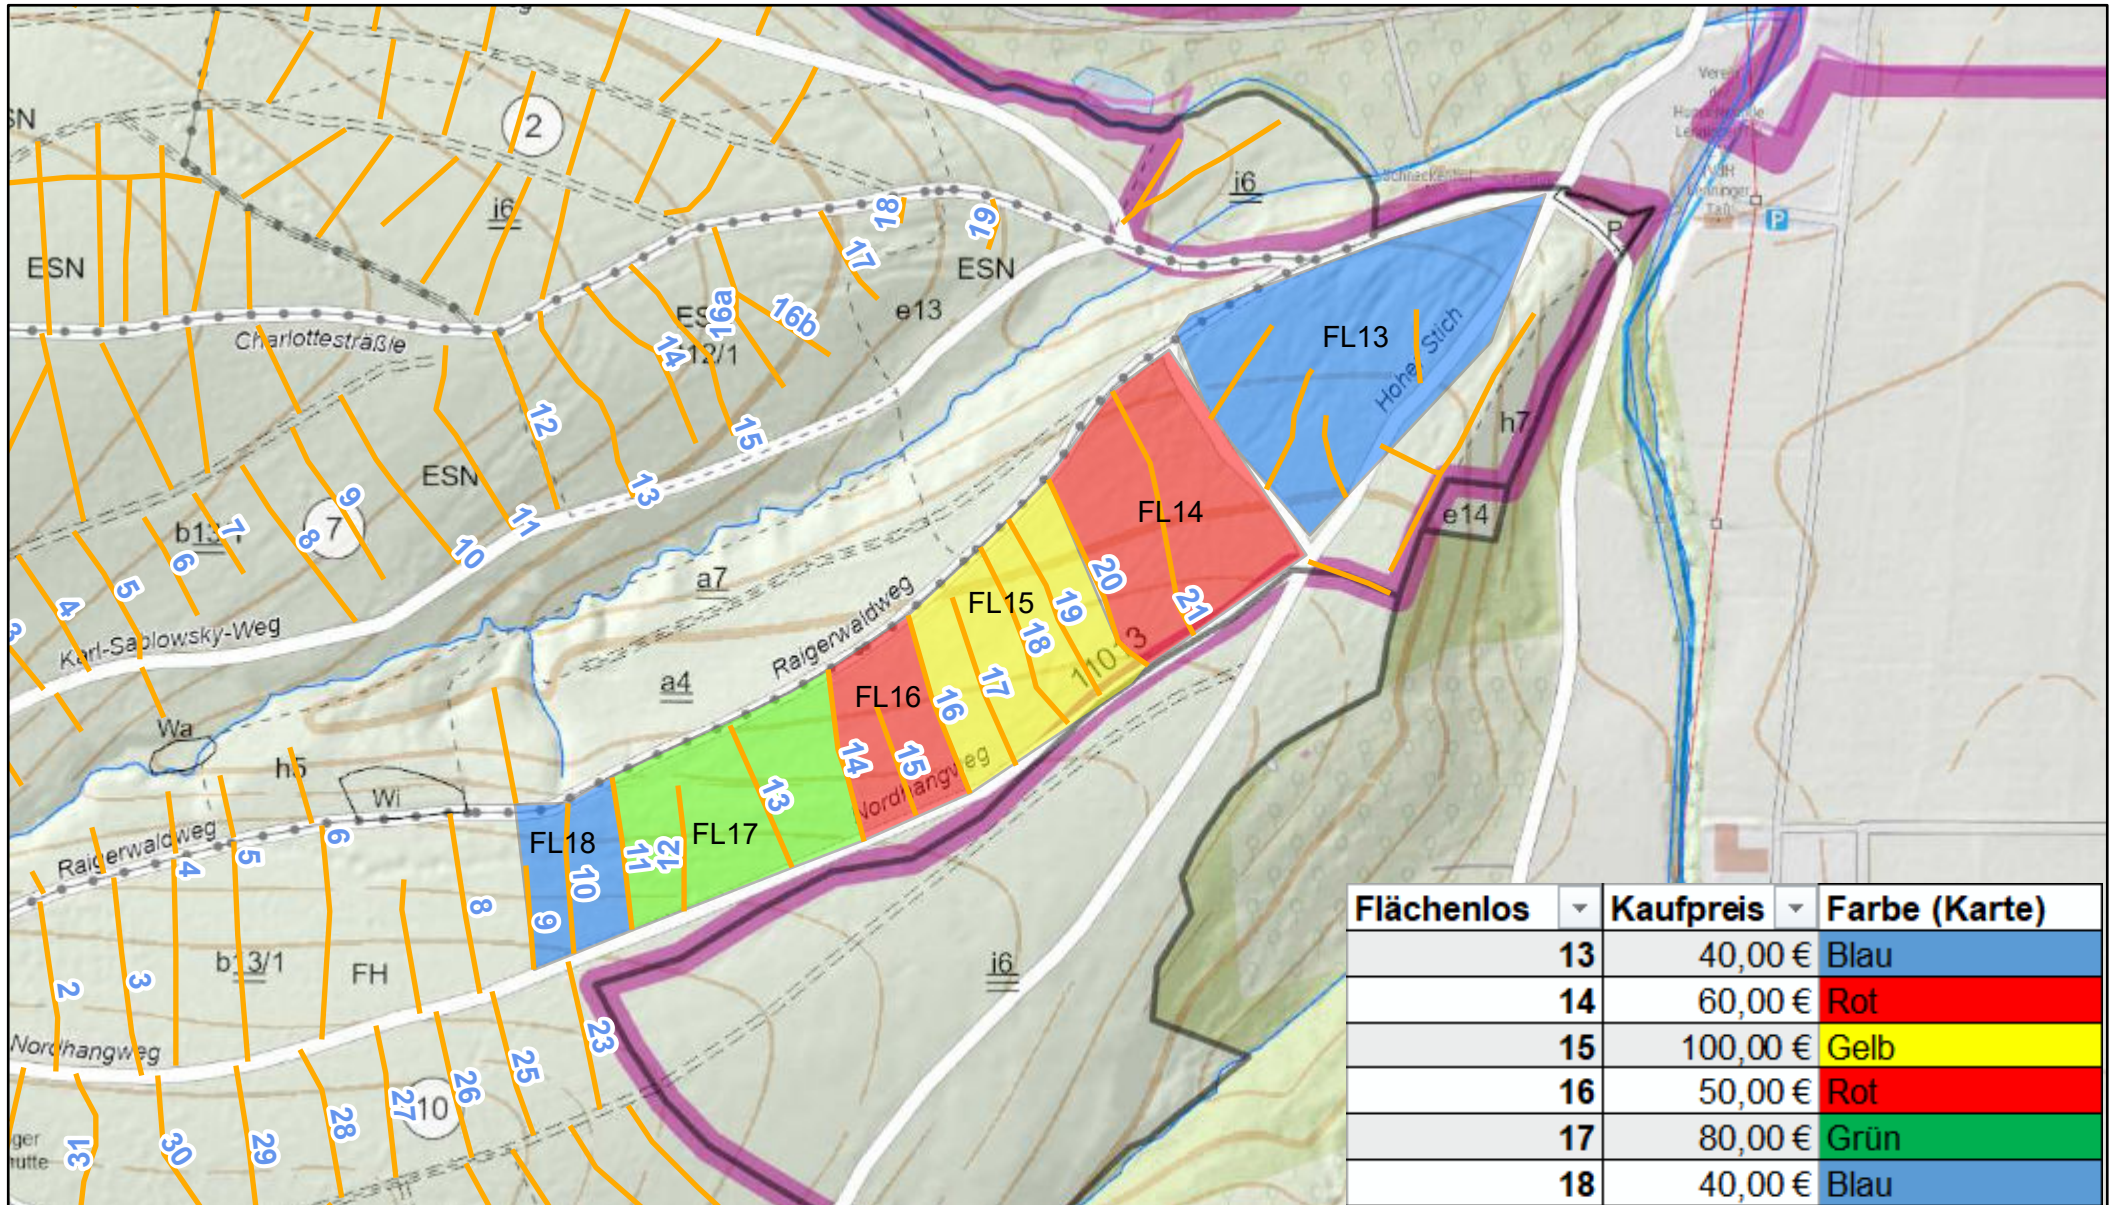 2
i6
ESN
Charlottesträßle
18
19
17
16a
16b
14
12/1
15
e13
ESN
i6
P
FL13
Hoher Stich
h7
e14
12
13
11
10
9
8
7
7
6
5
4
3
b13/1
ESN
Karl-Sablowsky-Weg
a7
a4
Raigerwaldweg
FL14
FL15
FL16
FL17
FL18
20
21
19
18
17
16
15
14
13
12
11
10
9
8
Nordhangweg
Wa
h5
Wi
Raigerwaldweg
6
5
4
3
2
b13/1
FH
Nordhangweg
i6
23
25
26
27
10
28
29
30
31
Flächenlos Kaufpreis Farbe (Karte)
13 40,00 € Blau
14 60,00 € Rot
15 100,00 € Gelb
16 50,00 € Rot
17 80,00 € Grün
18 40,00 € Blau